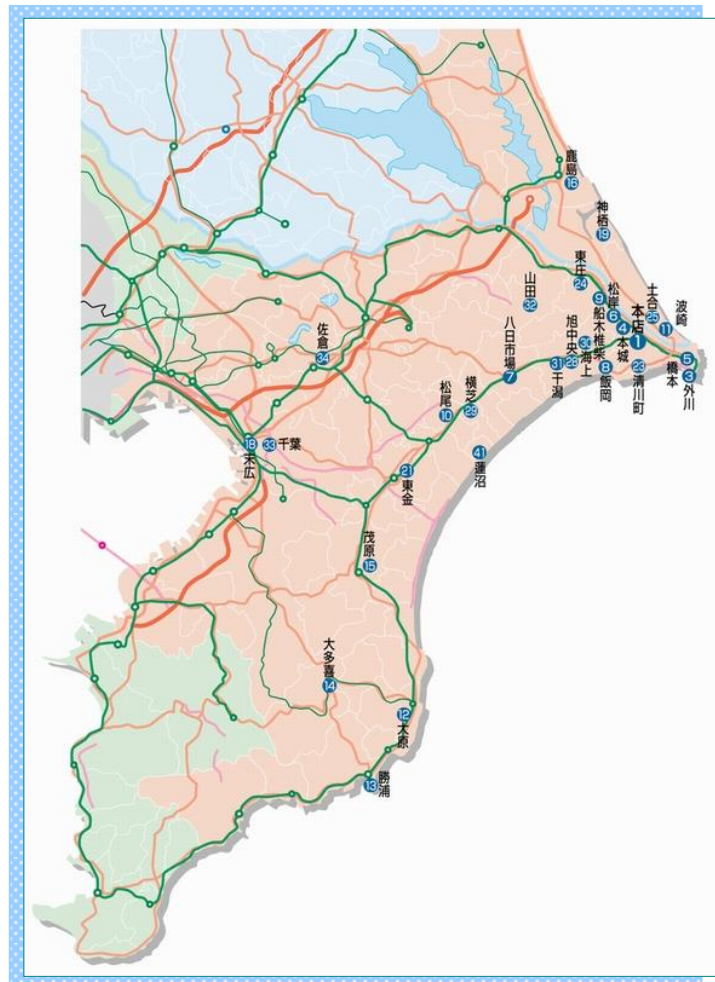 鹿島
16
神栖
19
東庄
24
山田
32
松岸
9
6
船木椎柴
4
本城
本店
1
土合
25
波崎
11
佐倉
34
八日市場
7
旭中央
28
海上
31
干潟
8
飯岡
23
清川町
橋本
5
3
外川
松尾
10
横芝
29
41
蓮沼
18
末広
33 千葉
21
東金
茂原
15
大多喜
14
12
大原
13
勝浦